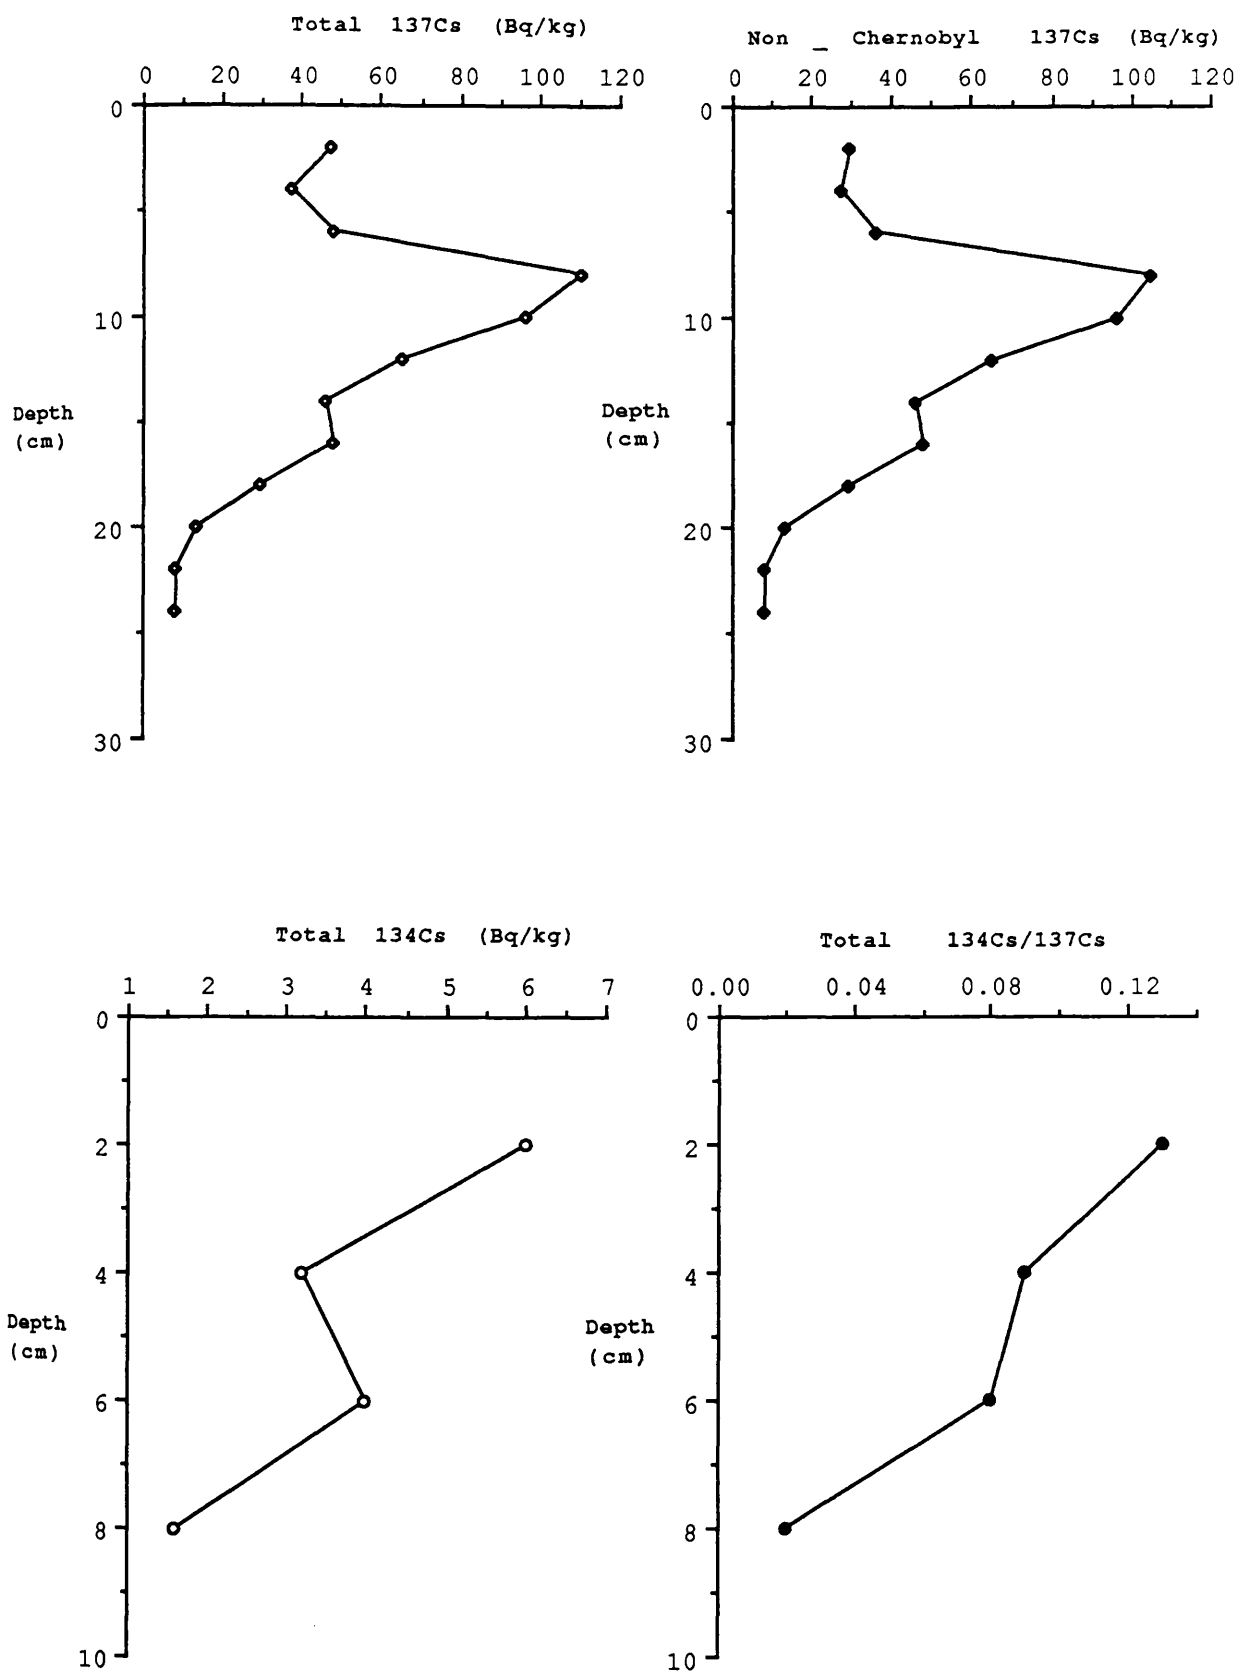 Total 137Cs (Bq/kg)
0 20 40 60 80 100 120
0
10
Depth
(cm)
20
30
Non _ Chernobyl 137Cs (Bq/kg)
0 20 40 60 80 100 120
0
10
Depth
(cm)
20
30
Total 134Cs (Bq/kg)
1 2 3 4 5 6 7
0
2
4
Depth
(cm)
6
8
10
Total 134Cs/137Cs
0.00 0.04 0.08 0.12
0
2
4
Depth
(cm)
6
8
10